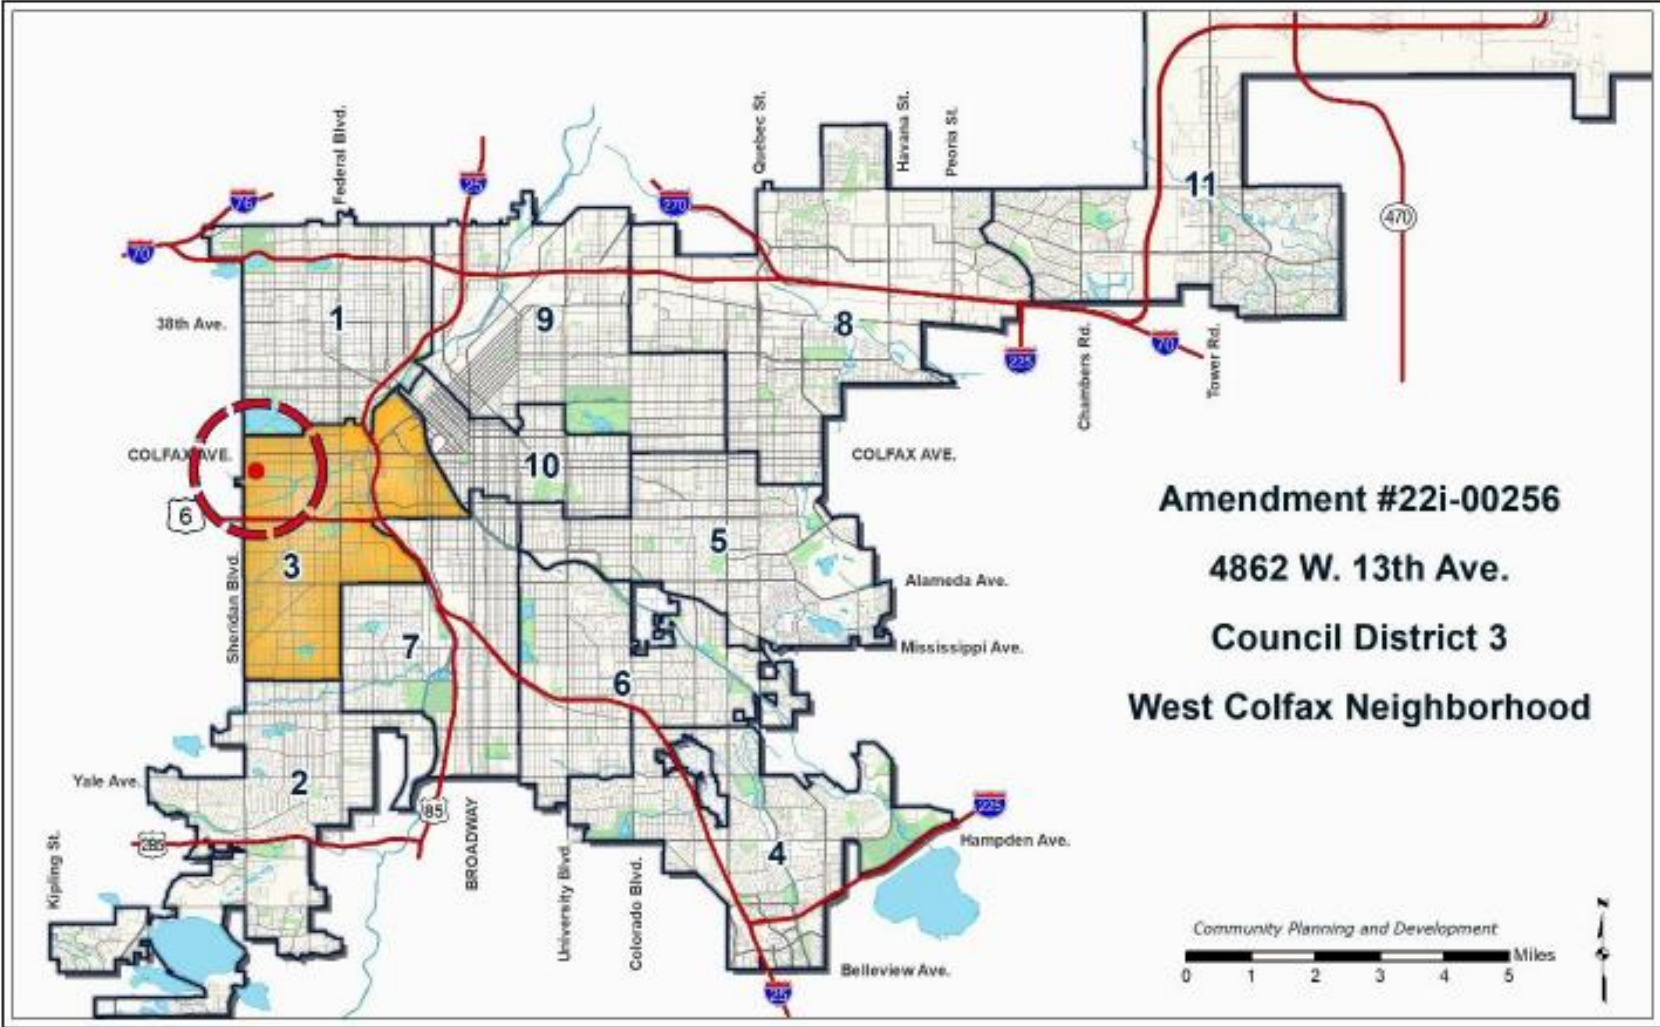 Federal Blvd.
Quebec St.
Havana St.
Peoria St.
76
25
270
11
70
470
38th Ave.
1
9
8
225
Chambers Rd.
70
Tower Rd.
COLFAX AVE.
COLFAX AVE.
10
6
Sheridan Blvd.
3
5
Alameda Ave.
Mississippi Ave.
7
6
Yale Ave.
2
85
BROADWAY
285
Kipling St.
University Blvd.
Colorado Blvd.
4
225
Hampden Ave.
Belleview Ave.
25
Amendment #22i-00256
4862 W. 13th Ave.
Council District 3
West Colfax Neighborhood
Community Planning and Development
Miles
0 1 2 3 4 5
z